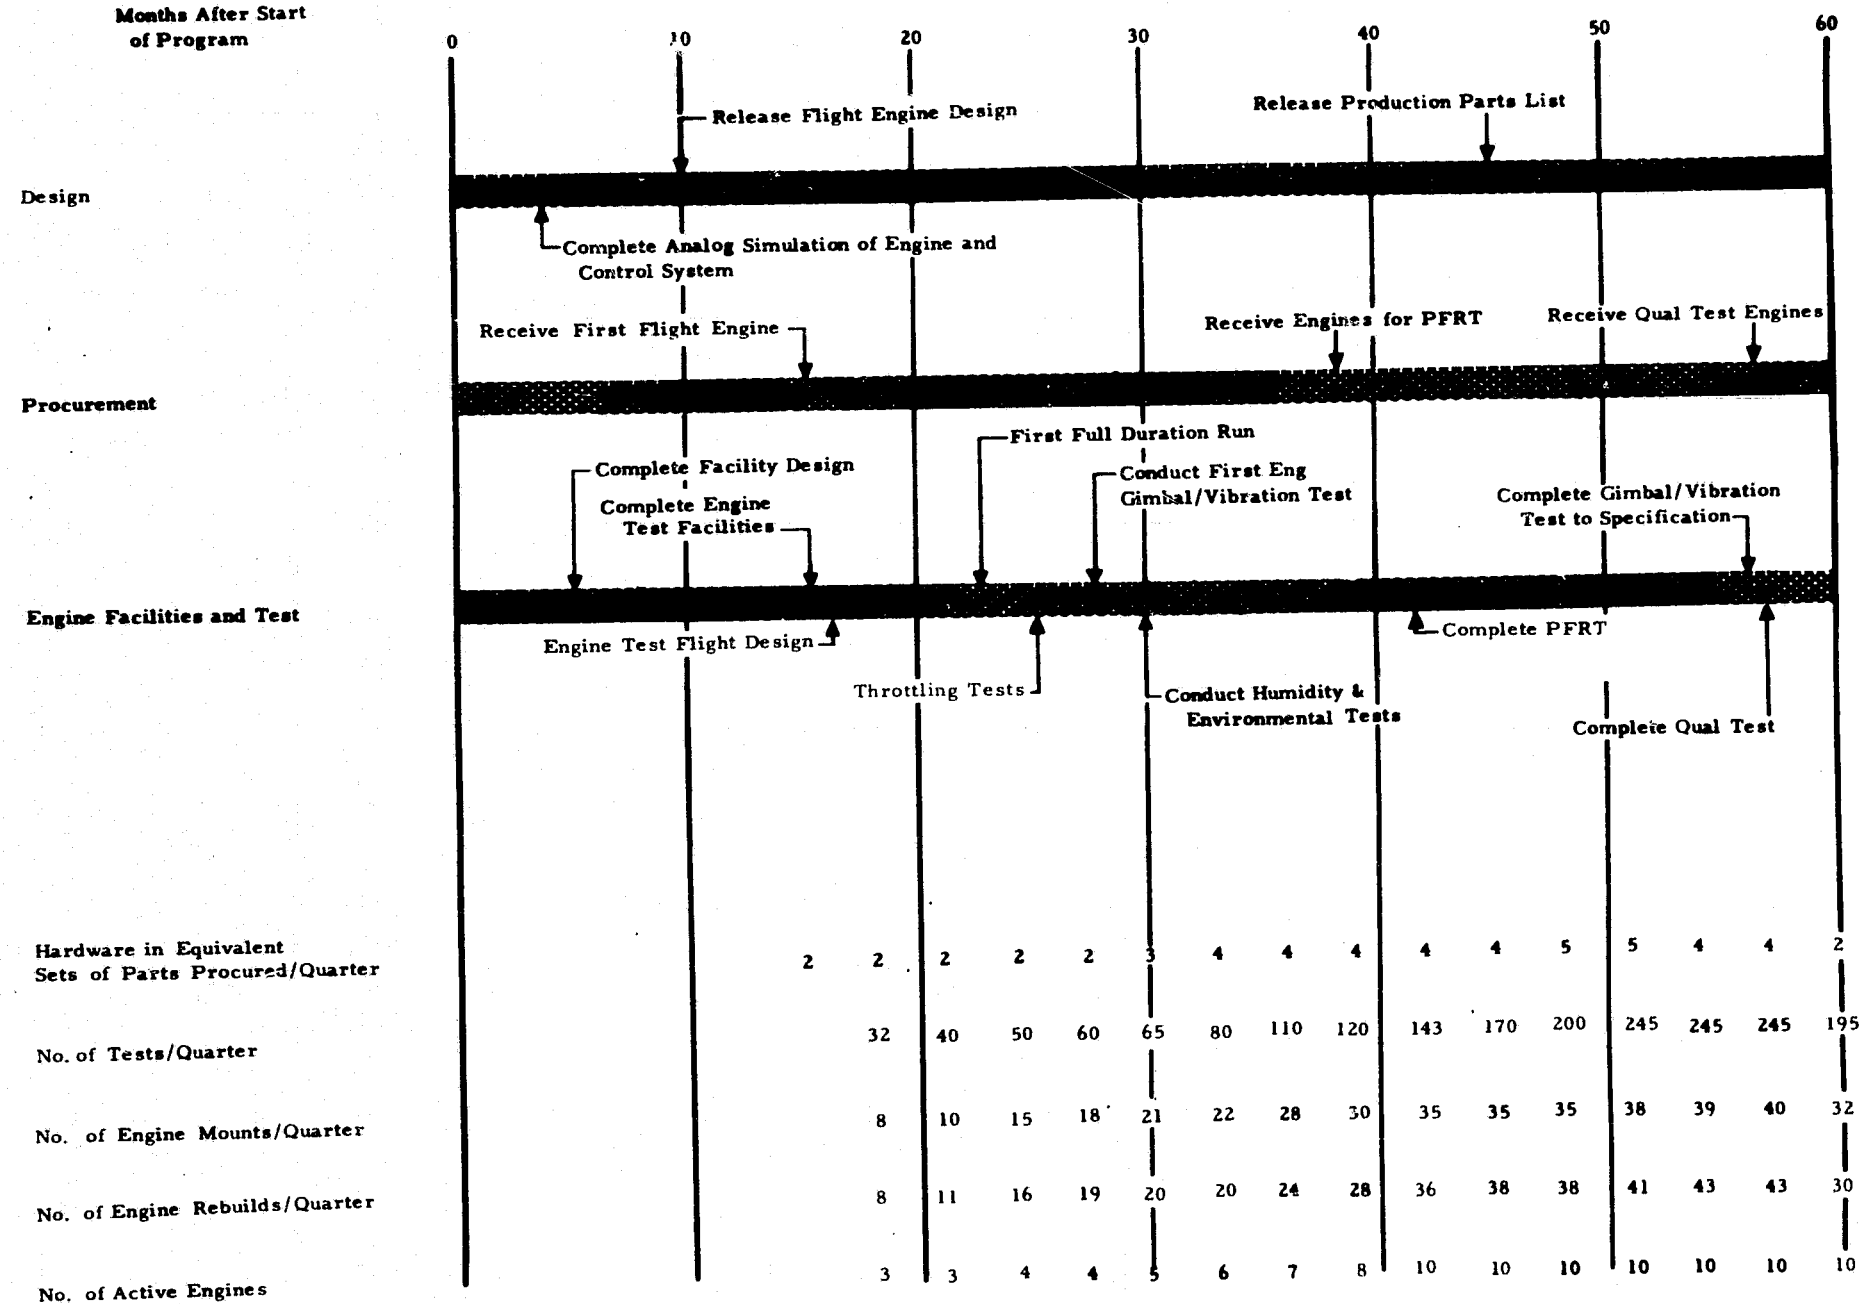 Months After Start
of Program
0 10 20 30 40 50 60
Release Flight Engine Design
Release Production Parts List
Design
Complete Analog Simulation of Engine and
Control System
Receive First Flight Engine
Receive Engines for PFRT
Receive Qual Test Engines
Procurement
First Full Duration Run
Complete Facility Design
Conduct First Eng
Gimbal/Vibration Test
Complete Engine
Test Facilities
Complete Gimbal/Vibration
Test to Specification
Engine Facilities and Test
Engine Test Flight Design
Complete PFRT
Throttling Tests
Conduct Humidity &
Environmental Tests
Complete Qual Test
Hardware in Equivalent
Sets of Parts Procured/Quarter
2 2 2 2 2 3 4 4 4 4 4 5 5 4 4 2
No. of Tests/Quarter
32 40 50 60 65 80 110 120 143 170 200 245 245 245 195
No. of Engine Mounts/Quarter
8 10 15 18 21 22 28 30 35 35 35 38 39 40 32
No. of Engine Rebuilds/Quarter
8 11 16 19 20 20 24 28 36 38 38 41 43 43 30
No. of Active Engines
3 3 4 4 5 6 7 8 10 10 10 10 10 10 10